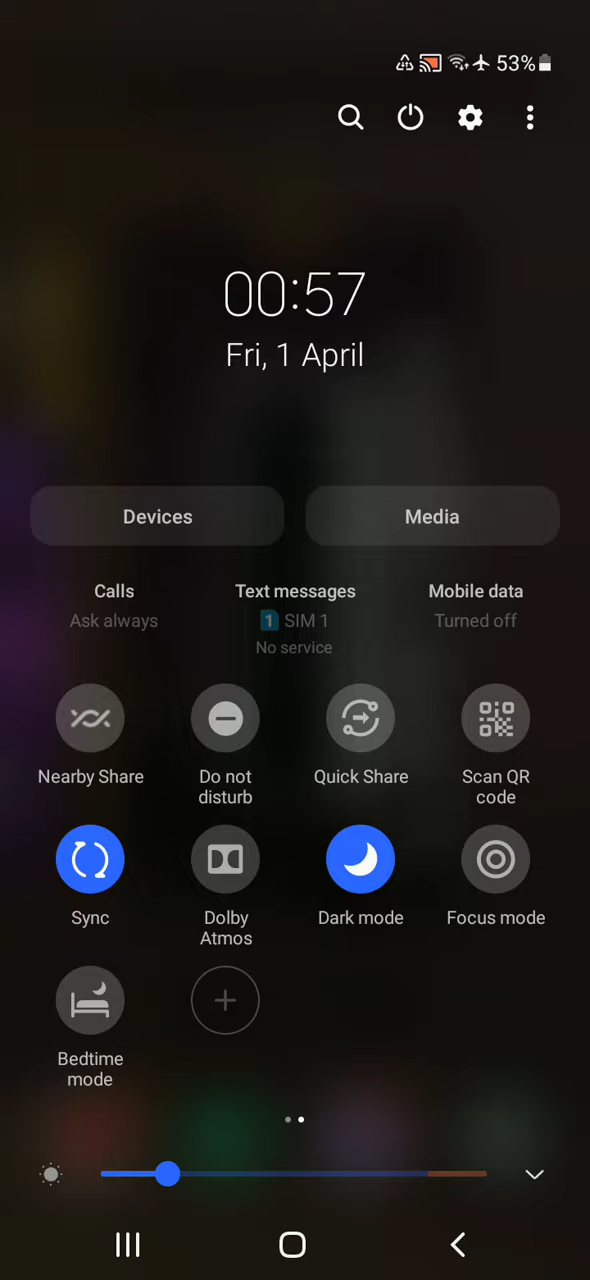 53%
00:57
Fri, 1 April
Devices Media
Calls Text messages Mobile data
Ask always 1 SIM 1 Turned off
No service
Nearby Share Do not disturb Quick Share Scan QR code
Sync Dolby Atmos Dark mode Focus mode
Bedtime mode